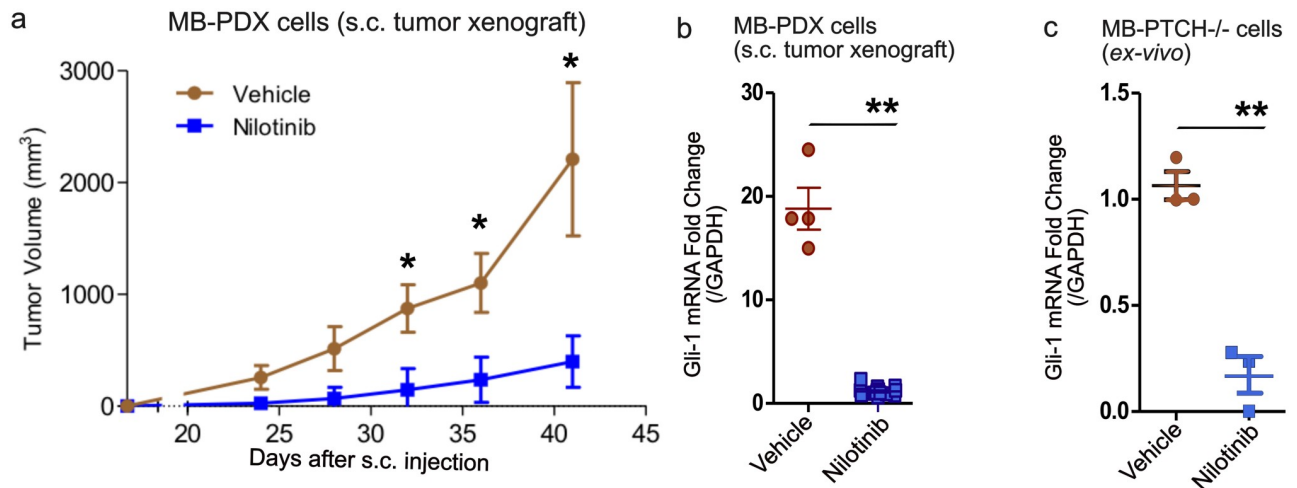 a
MB-PDX cells (s.c. tumor xenograft)
Tumor Volume (mm³)
3000
2000
1000
0
Vehicle
Nilotinib
*
*
*
20
25
30
35
40
45
Days after s.c. injection
b
MB-PDX cells
(s.c. tumor xenograft)
Gli-1 mRNA Fold Change
(/GAPDH)
30
20
10
0
**
Vehicle
Nilotinib
c
MB-PTCH-/- cells
(ex-vivo)
Gli-1 mRNA Fold Change
(/GAPDH)
1.5
1.0
0.5
0.0
**
Vehicle
Nilotinib